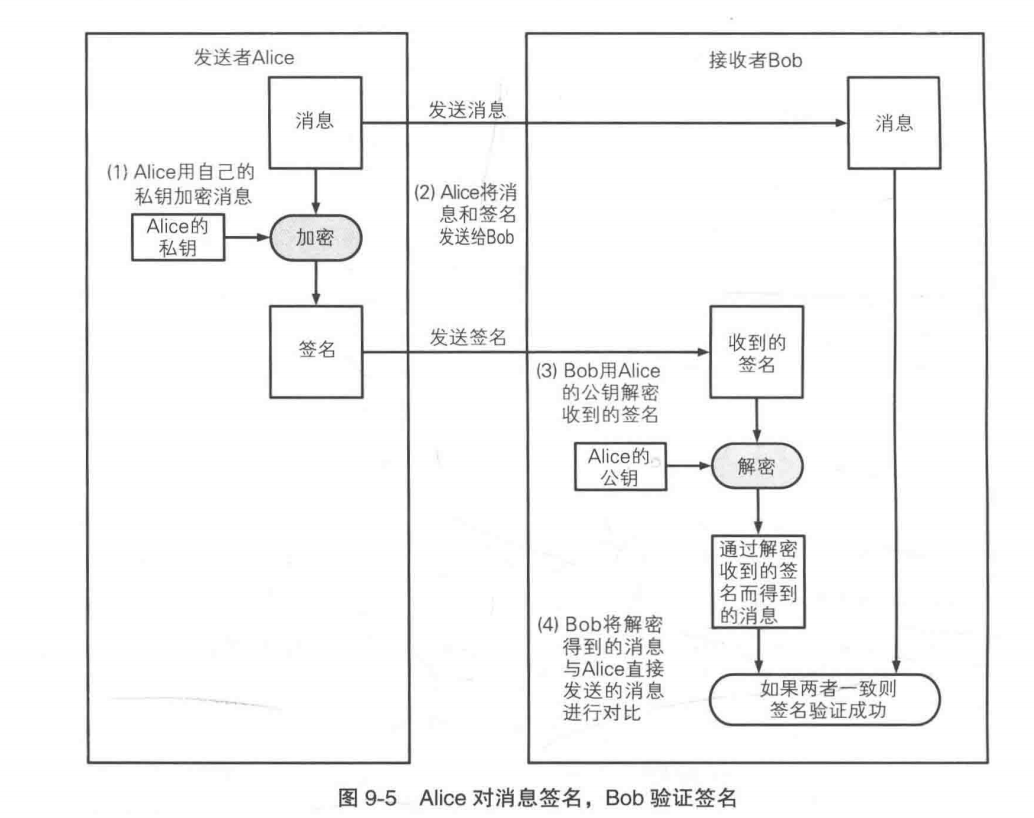 发送者Alice
接收者Bob
消息
发送消息
消息
(1) Alice用自己的
私钥加密消息
Alice的
私钥
加密
(2) Alice将消
息和签名
发送给Bob
签名
发送签名
收到的
签名
(3) Bob用Alice
的公钥解密
收到的签名
Alice的
公钥
解密
通过解密
收到的签
名而得到
的消息
(4) Bob将解密
得到的消息
与Alice直接
发送的消息
进行对比
如果两者一致则
签名验证成功
图 9-5 Alice 对消息签名，Bob 验证签名